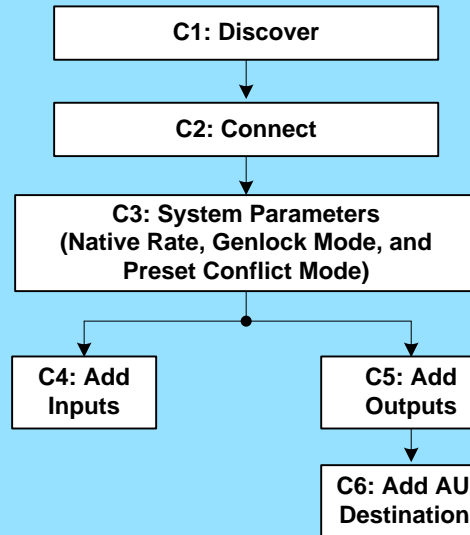 C1: Discover
C2: Connect
C3: System Parameters
(Native Rate, Genlock Mode, and
Preset Conflict Mode)
C4: Add
Inputs
C5: Add
Outputs
C6: Add AU
Destination